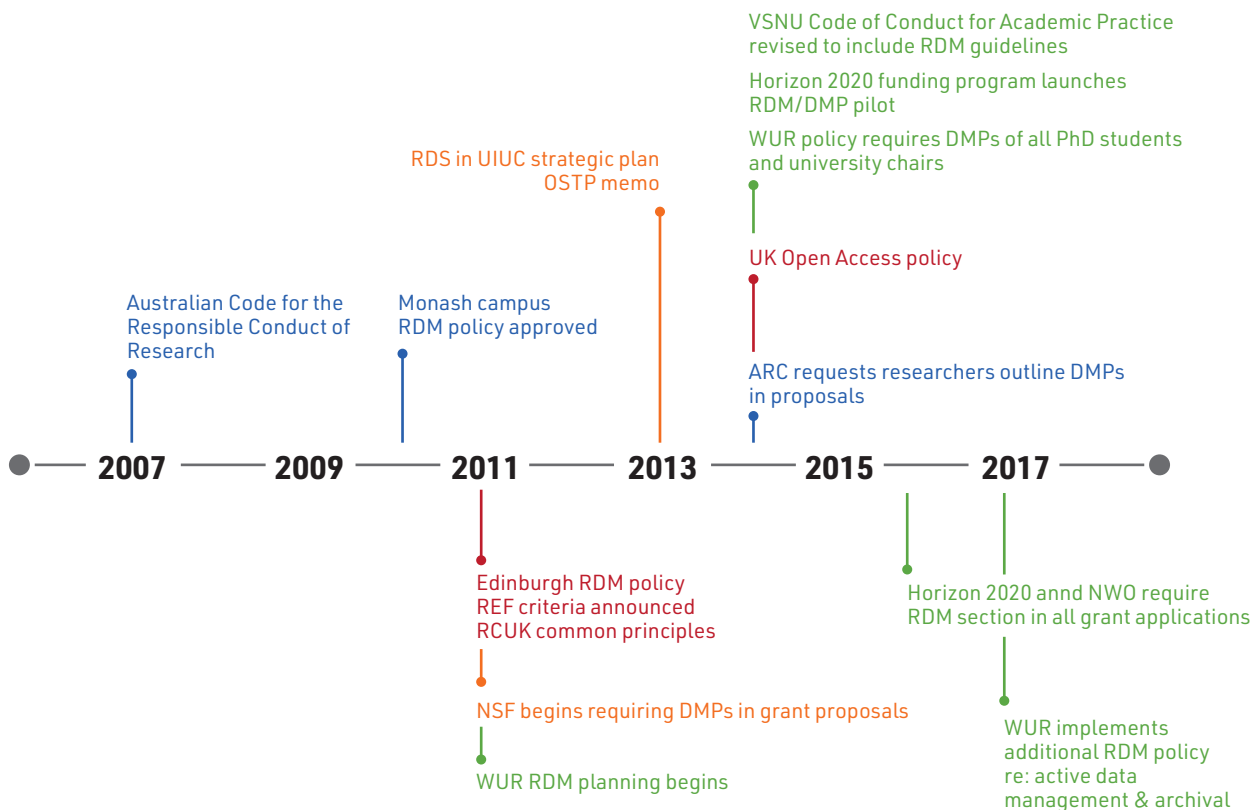 VSNU Code of Conduct for Academic Practice
revised to include RDM guidelines
Horizon 2020 funding program launches
RDM/DMP pilot
WUR policy requires DMPs of all PhD students
and university chairs
RDS in UIUC strategic plan
OSTP memo
UK Open Access policy
Australian Code for the
Responsible Conduct of
Research
Monash campus
RDM policy approved
ARC requests researchers outline DMPs
in proposals
2007
2009
2011
2013
2015
2017
Edinburgh RDM policy
REF criteria announced
RCUK common principles
Horizon 2020 annd NWO require
RDM section in all grant applications
NSF begins requiring DMPs in grant proposals
WUR RDM planning begins
WUR implements
additional RDM policy
re: active data
management & archival